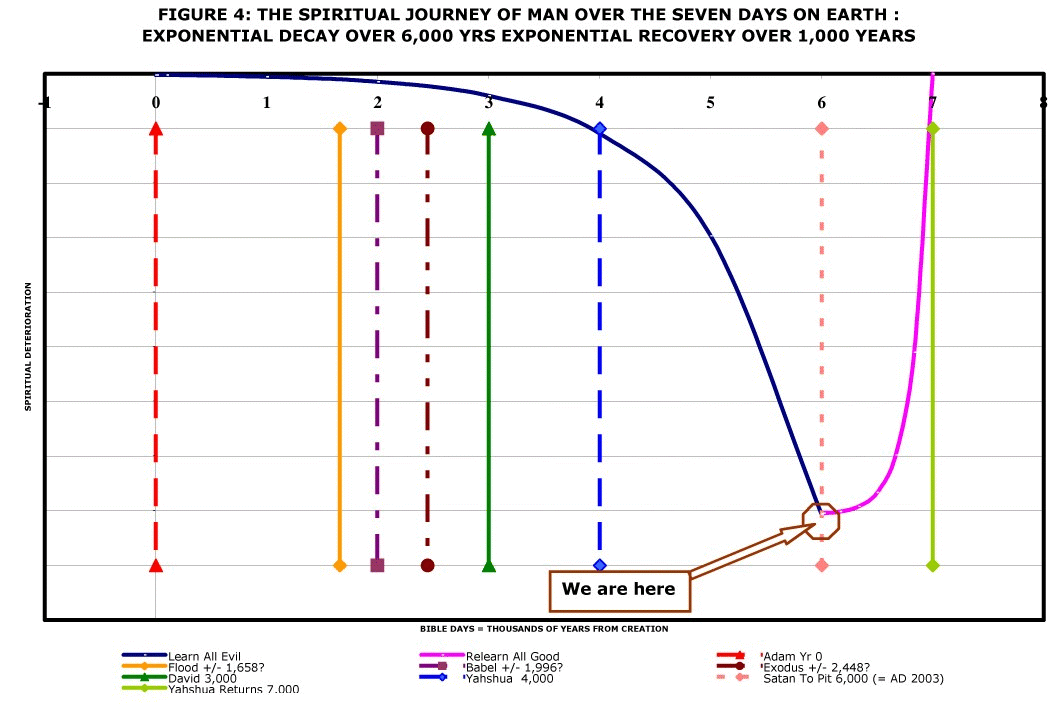 FIGURE 4: THE SPIRITUAL JOURNEY OF MAN OVER THE SEVEN DAYS ON EARTH :
EXPONENTIAL DECAY OVER 6,000 YRS EXPONENTIAL RECOVERY OVER 1,000 YEARS
-1 0 1 2 3 4 5 6 7 8
SPIRITUAL DETERIORATION
We are here
BIBLE DAYS = THOUSANDS OF YEARS FROM CREATION
Learn All Evil Relearn All Good Adam Yr 0
Flood +/- 1,658? Babel +/- 1,996? Exodus +/- 2,448?
David 3,000 Yahshua 4,000 Satan To Pit 6,000 (= AD 2003)
Yahshua Returns 7,000